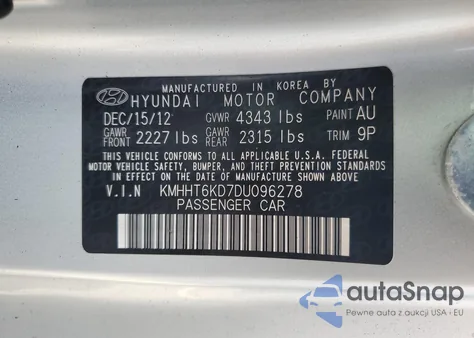 MANUFACTURED IN KOREA BY
HYUNDAI MOTOR COMPANY
DEC/15/12 GVWR 4343 lbs PAINT AU
GAWR FRONT 2227 lbs GAWR REAR 2315 lbs TRIM 9P
THIS VEHICLE CONFORMS TO ALL APPLICABLE U.S.A. FEDERAL
MOTOR VEHICLE SAFETY, BUMPER, AND THEFT PREVENTION STANDARDS
IN EFFECT ON THE DATE OF MANUFACTURE SHOWN ABOVE.
V.I.N KMHHT6KD7DU096278
PASSENGER CAR
autoSnap
Pewne auta z aukcji USA - EU